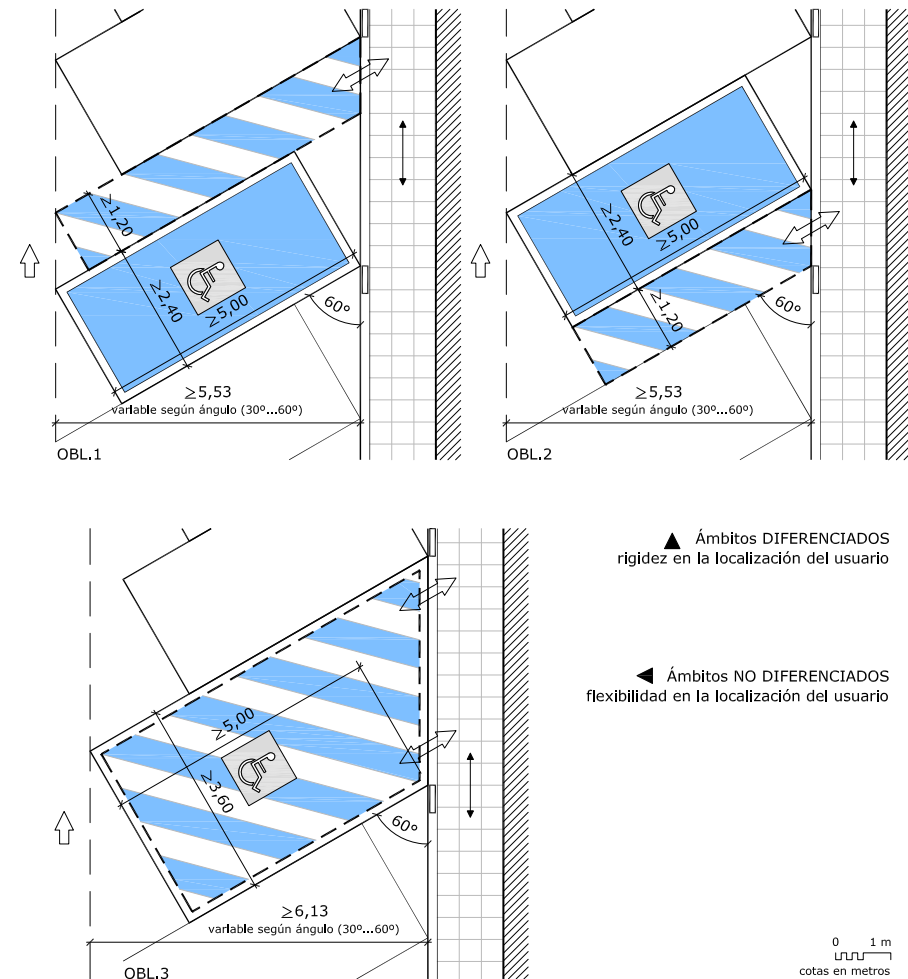 ≥1,20
≥2,40
≥5,00
60º
≥5,53
variable según ángulo (30º...60º)
OBL.1
≥2,40
≥5,00
≥1,20
60º
≥5,53
variable según ángulo (30º...60º)
OBL.2
▲ Ámbitos DIFERENCIADOS
rigidez en la localización del usuario
◄ Ámbitos NO DIFERENCIADOS
flexibilidad en la localización del usuario
≥5,00
≥3,60
60º
≥6,13
variable según ángulo (30º...60º)
OBL.3
0 1 m
cotas en metros